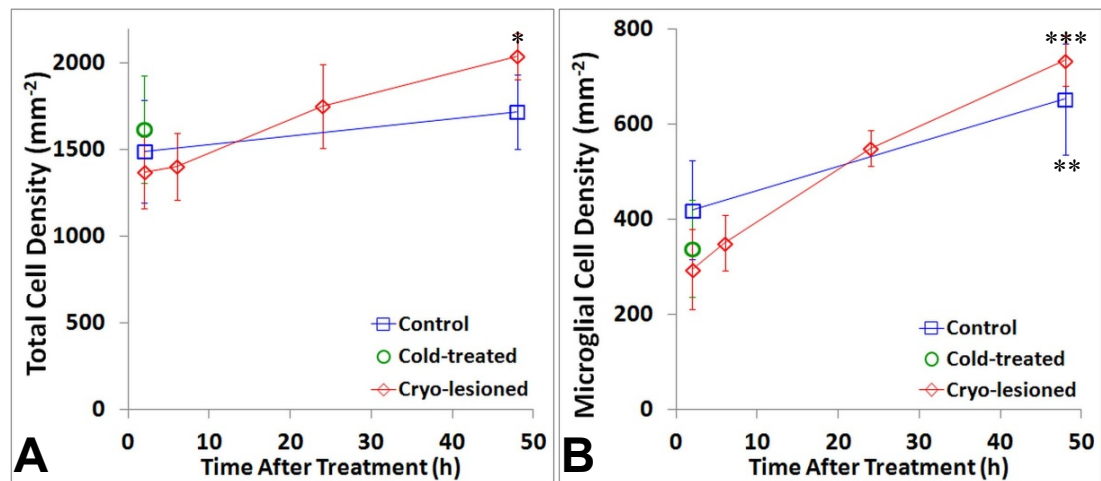 Total Cell Density (mm-2)
2000
1500
1000
500
0
*
Control
Cold-treated
Cryo-lesioned
0 10 20 30 40 50
Time After Treatment (h)
A
Microglial Cell Density (mm-2)
800
600
400
200
0
***
**
Control
Cold-treated
Cryo-lesioned
0 10 20 30 40 50
Time After Treatment (h)
B